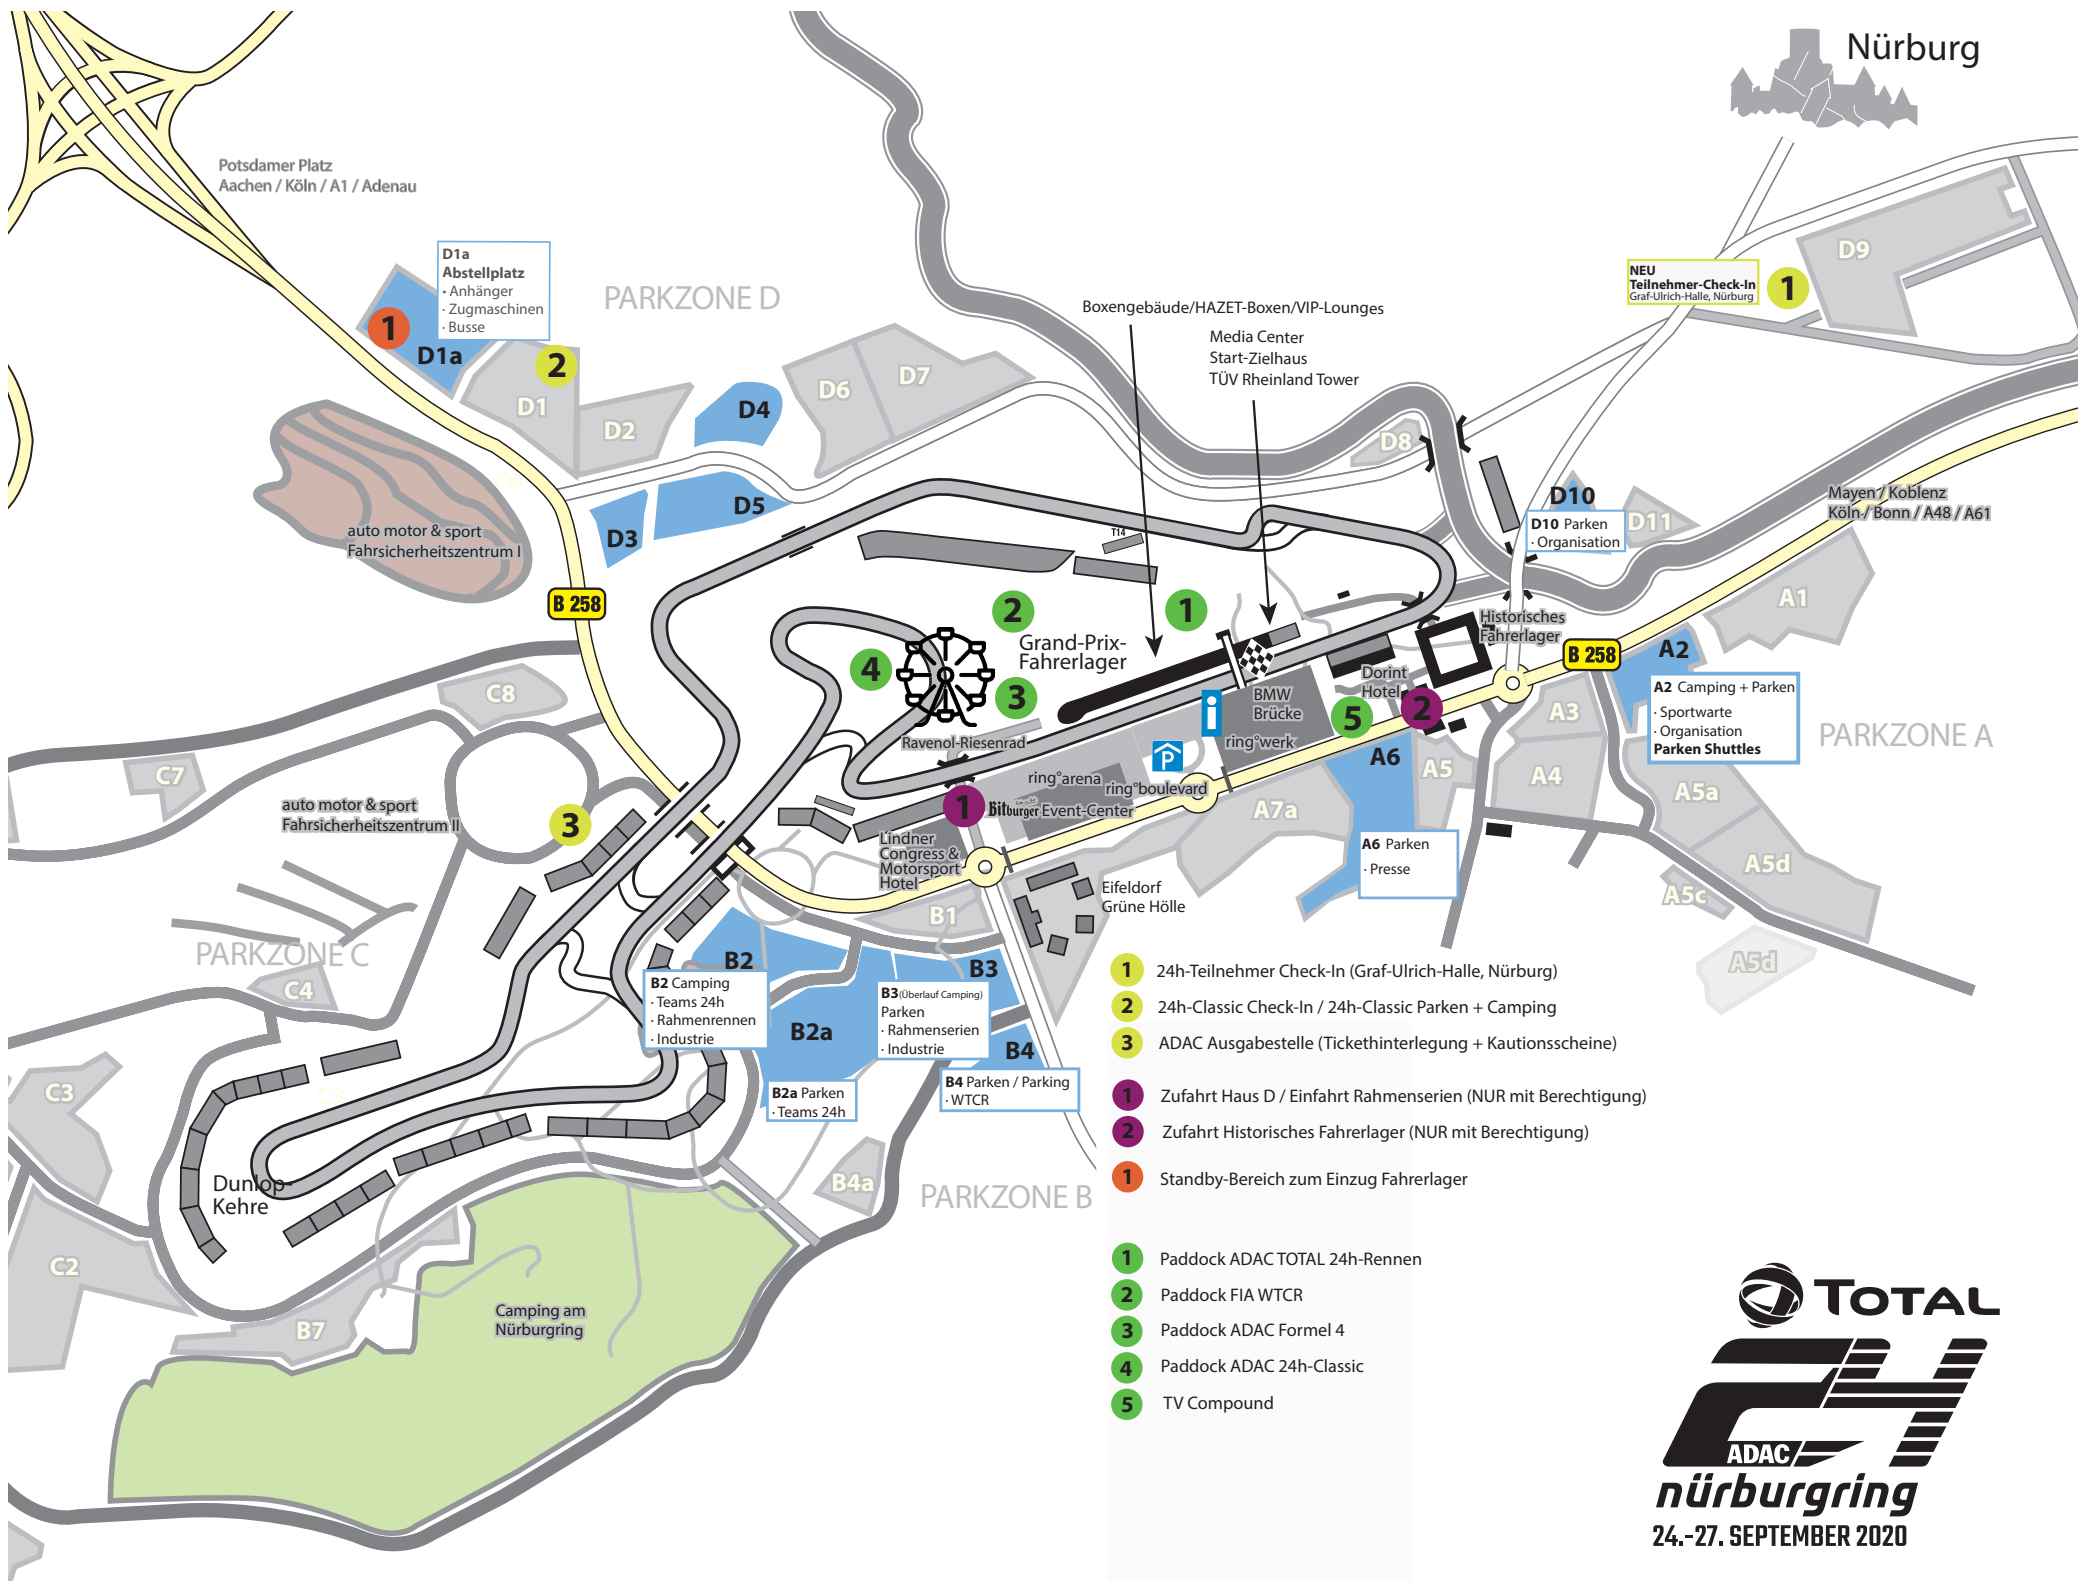 Nürburg
Potsdamer Platz
Aachen / Köln / A1 / Adenau
D1a
Abstellplatz
· Anhänger
· Zugmaschinen
· Busse
1
D1a
2
D1
D2
PARKZONE D
D4
D6
D7
D3
D5
Boxengebäude/HAZET-Boxen/VIP-Lounges
Media Center
Start-Zielhaus
TÜV Rheinland Tower
NEU
Teilnehmer-Check-In
Graf-Ulrich-Halle, Nürburg
1
D9
D8
D10
D10 Parken
· Organisation
D11
Mayen / Koblenz
Köln / Bonn / A48 / A61
auto motor & sport
Fahrsicherheitszentrum I
B 258
T14
2
1
Grand-Prix-
Fahrerlager
4
3
Ravenol-Riesenrad
Historisches
Fahrerlager
B 258
A1
A2
A2 Camping + Parken
· Sportwarte
· Organisation
Parken Shuttles
PARKZONE A
Dorint
Hotel
BMW
Brücke
i
5
2
ring°werk
P
ring°arena
ring°boulevard
1
Bitburger Event-Center
Lindner
Congress &
Motorsport
Hotel
A3
A4
A5
A6
A5a
A5d
A5c
A5d
A7a
A6 Parken
· Presse
Eifeldorf
Grüne Hölle
C8
C7
auto motor & sport
Fahrsicherheitszentrum II
3
PARKZONE C
C4
C3
C2
B1
B2
B2 Camping
· Teams 24h
· Rahmenrennen
· Industrie
B2a
B2a Parken
· Teams 24h
B3
B3 (Überlauf Camping)
Parken
· Rahmenserien
· Industrie
B4
B4 Parken / Parking
· WTCR
B4a
PARKZONE B
Dunlop-
Kehre
B7
Camping am
Nürburgring
1 24h-Teilnehmer Check-In (Graf-Ulrich-Halle, Nürburg)
2 24h-Classic Check-In / 24h-Classic Parken + Camping
3 ADAC Ausgabestelle (Tickethinterlegung + Kautionsscheine)
1 Zufahrt Haus D / Einfahrt Rahmenserien (NUR mit Berechtigung)
2 Zufahrt Historisches Fahrerlager (NUR mit Berechtigung)
1 Standby-Bereich zum Einzug Fahrerlager
1 Paddock ADAC TOTAL 24h-Rennen
2 Paddock FIA WTCR
3 Paddock ADAC Formel 4
4 Paddock ADAC 24h-Classic
5 TV Compound
TOTAL
24
ADAC
nürburgring
24.-27. SEPTEMBER 2020